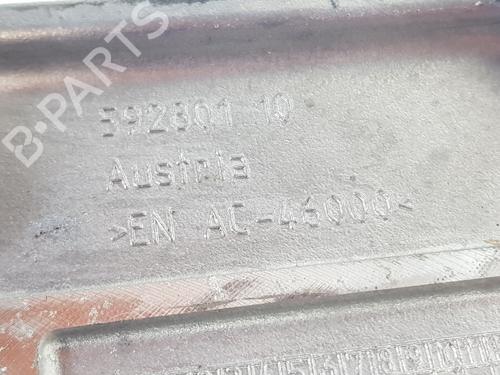 B-PARTS
592801 10
Austria
>EN AC-46000<